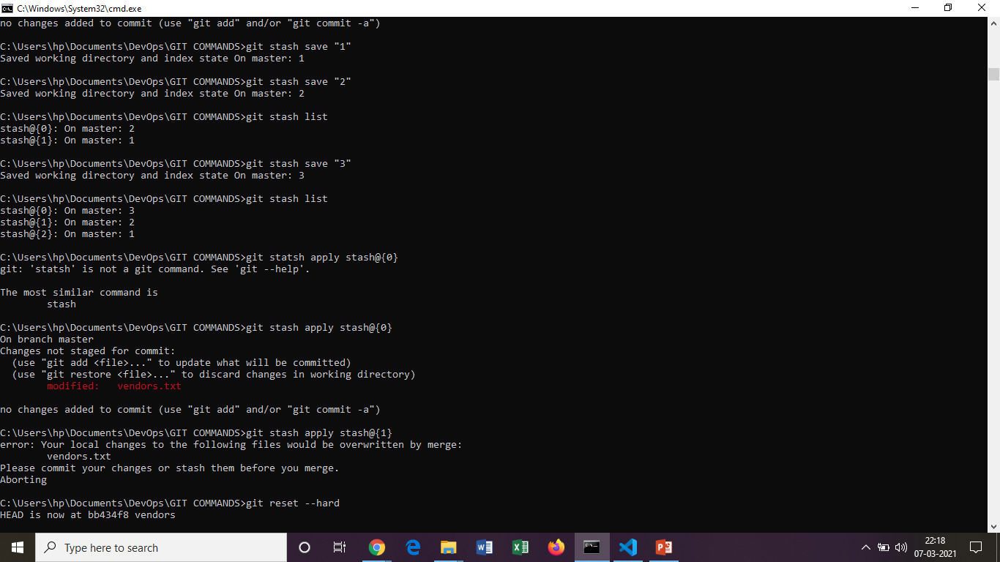 C:\Windows\System32\cmd.exe
no changes added to commit (use "git add" and/or "git commit -a")
C:\Users\hp\Documents\DevOps\GIT COMMANDS>git stash save "1"
Saved working directory and index state On master: 1
C:\Users\hp\Documents\DevOps\GIT COMMANDS>git stash save "2"
Saved working directory and index state On master: 2
C:\Users\hp\Documents\DevOps\GIT COMMANDS>git stash list
stash@{0}: On master: 2
stash@{1}: On master: 1
C:\Users\hp\Documents\DevOps\GIT COMMANDS>git stash save "3"
Saved working directory and index state On master: 3
C:\Users\hp\Documents\DevOps\GIT COMMANDS>git stash list
stash@{0}: On master: 3
stash@{1}: On master: 2
stash@{2}: On master: 1
C:\Users\hp\Documents\DevOps\GIT COMMANDS>git statsh apply stash@{0}
git: 'statsh' is not a git command. See 'git --help'.
The most similar command is
stash
C:\Users\hp\Documents\DevOps\GIT COMMANDS>git stash apply stash@{0}
On branch master
Changes not staged for commit:
(use "git add <file>..." to update what will be committed)
(use "git restore <file>..." to discard changes in working directory)
modified:   vendors.txt
no changes added to commit (use "git add" and/or "git commit -a")
C:\Users\hp\Documents\DevOps\GIT COMMANDS>git stash apply stash@{1}
error: Your local changes to the following files would be overwritten by merge:
vendors.txt
Please commit your changes or stash them before you merge.
Aborting
C:\Users\hp\Documents\DevOps\GIT COMMANDS>git reset --hard
HEAD is now at bb434f8 vendors
Type here to search
22:18
07-03-2021